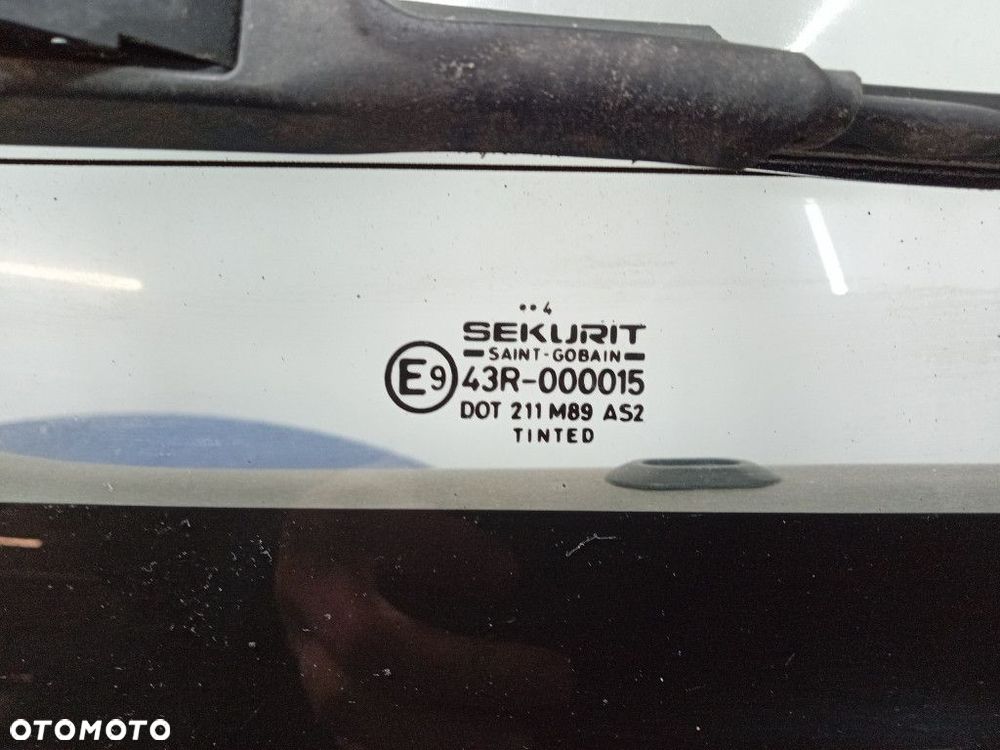 ••4
SEKURIT
SAINT-GOBAIN
E9 43R-000015
DOT 211 M89 AS2
TINTED
OTOMOTO